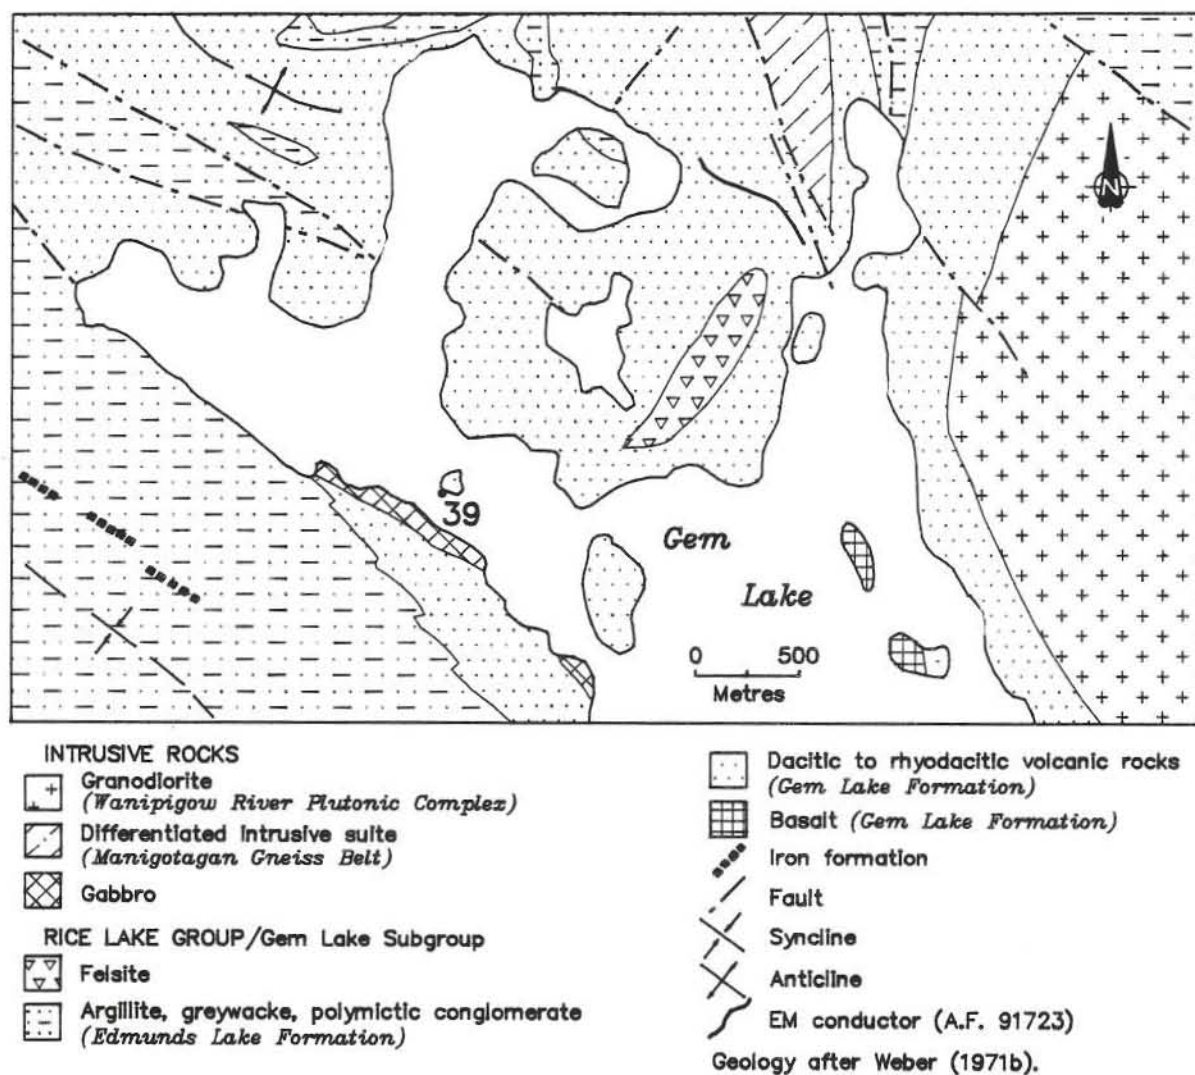 N
39
Gem
Lake
0 500
Metres
INTRUSIVE ROCKS
Granodiorite
(Wanipigow River Plutonic Complex)
Differentiated intrusive suite
(Manigotagan Gneiss Belt)
Gabbro
RICE LAKE GROUP/Gem Lake Subgroup
Felsite
Argillite, greywacke, polymictic conglomerate
(Edmunds Lake Formation)
Dacitic to rhyodacitic volcanic rocks
(Gem Lake Formation)
Basalt (Gem Lake Formation)
Iron formation
Fault
Syncline
Anticline
EM conductor (A.F. 91723)
Geology after Weber (1971b).